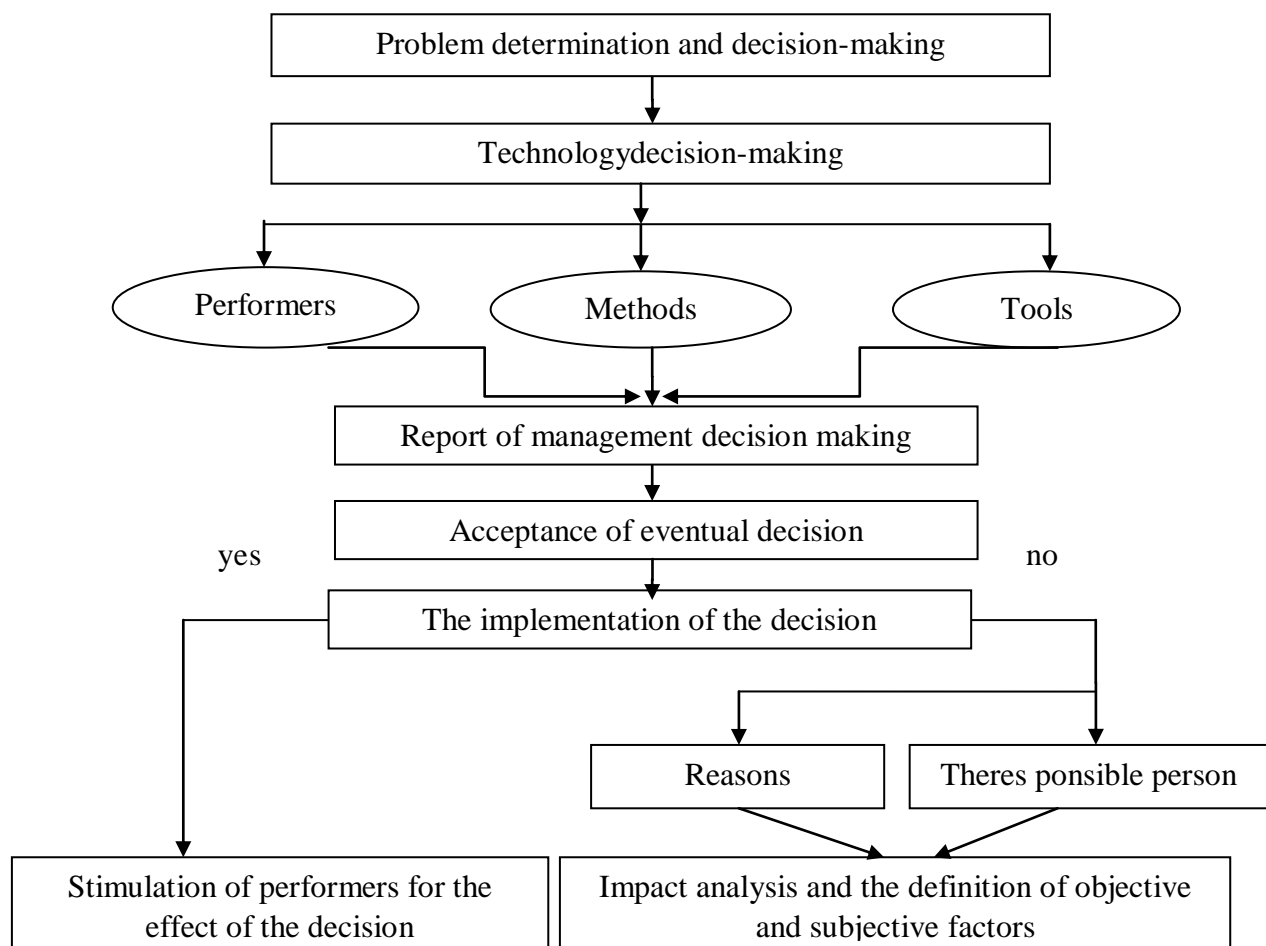 Problem determination and decision-making
Technologydecision-making
Performers
Methods
Tools
Report of management decision making
Acceptance of eventual decision
yes
no
The implementation of the decision
Reasons
Theres ponsible person
Stimulation of performers for the
effect of the decision
Impact analysis and the definition of objective
and subjective factors